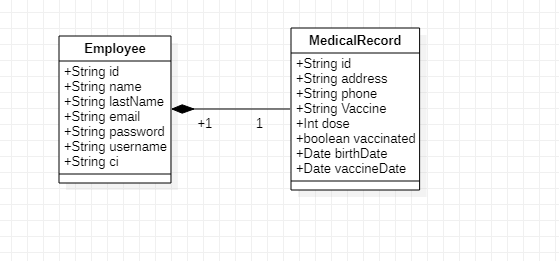 Employee
+String id
+String name
+String lastName
+String email
+String password
+String username
+String ci
+1
1
MedicalRecord
+String id
+String address
+String phone
+String Vaccine
+Int dose
+boolean vaccinated
+Date birthDate
+Date vaccineDate